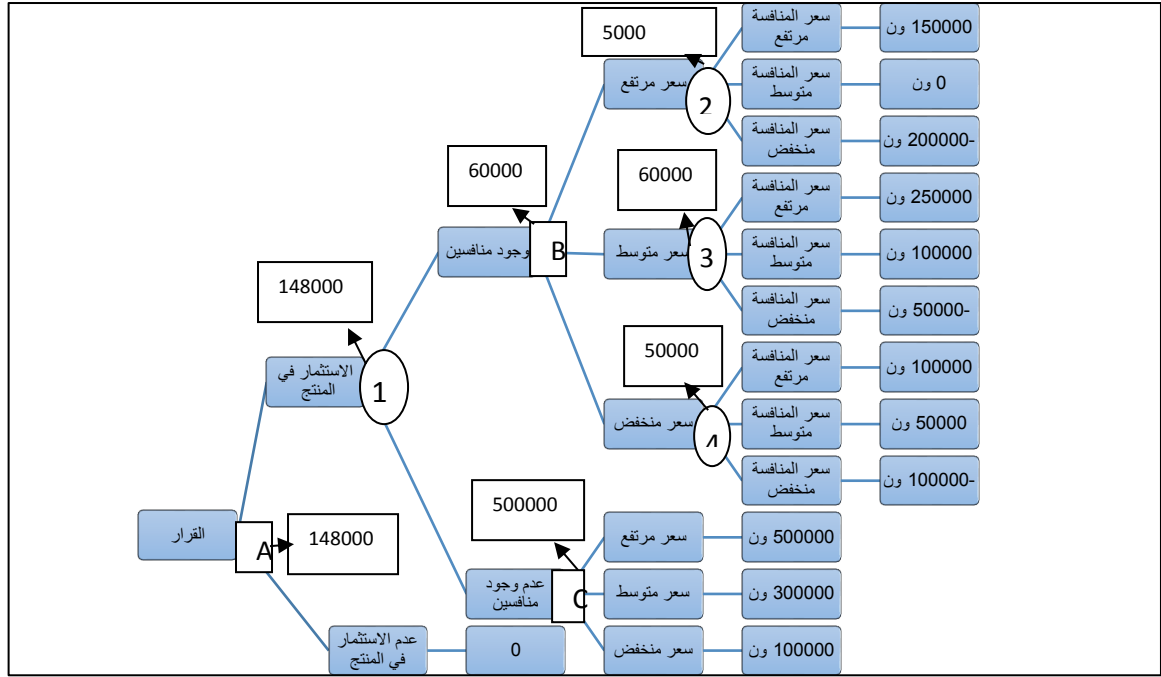 سعر المنافسة
مرتفع
150000 ون
5000
سعر مرتفع
2
سعر المنافسة
متوسط
0 ون
سعر المنافسة
منخفض
-200000 ون
60000
60000
سعر المنافسة
مرتفع
250000 ون
وجود منافسين
B
سعر متوسط
3
سعر المنافسة
متوسط
100000 ون
148000
سعر المنافسة
منخفض
-50000 ون
50000
سعر المنافسة
مرتفع
100000 ون
الاستثمار في
المنتج
1
سعر منخفض
4
سعر المنافسة
متوسط
50000 ون
سعر المنافسة
منخفض
-100000 ون
500000
القرار
A
148000
سعر مرتفع
500000 ون
عدم وجود
منافسين
C
سعر متوسط
300000 ون
عدم الاستثمار
في المنتج
0
سعر منخفض
100000 ون